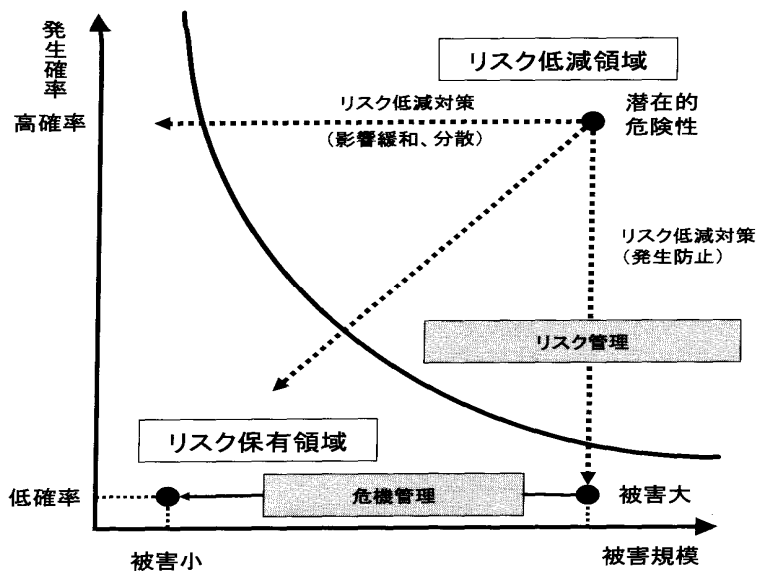 発生確率
リスク低減領域
リスク低減対策
(影響緩和、分散)
潜在的
危険性
高確率
リスク低減対策
(発生防止)
リスク管理
リスク保有領域
低確率
危機管理
被害大
被害小
被害規模